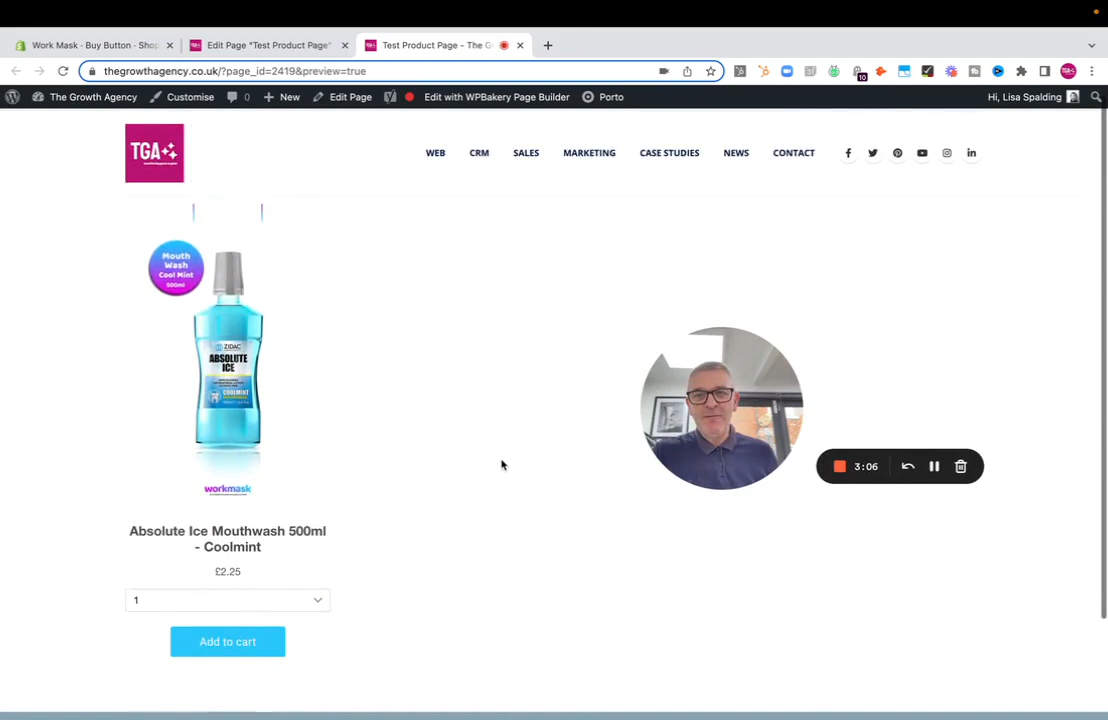 Work Mask · Buy Button · Shop
Edit Page "Test Product Page"
Test Product Page - The G
thegrowthagency.co.uk/?page_id=2419&preview=true
10
The Growth Agency
Customise
0
New
Edit Page
Edit with WPBakery Page Builder
Porto
Hi, Lisa Spalding
TGA
WEB
CRM
SALES
MARKETING
CASE STUDIES
NEWS
CONTACT
Mouth
Wash
Cool Mint
500ml
ZIDAC
ABSOLUTE
ICE
COOLMINT
workmask
3:06
Absolute Ice Mouthwash 500ml
- Coolmint
£2.25
1
Add to cart